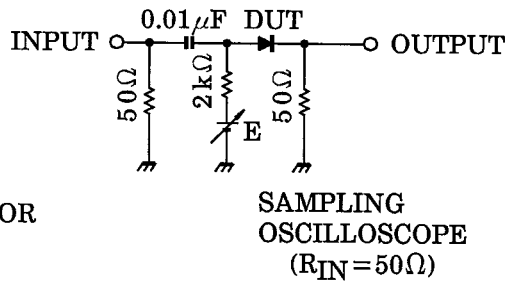 0.01μF DUT
INPUT OUTPUT
50Ω 2kΩ 50Ω
E
OR
SAMPLING
OSCILLOSCOPE
(RIN=50Ω)